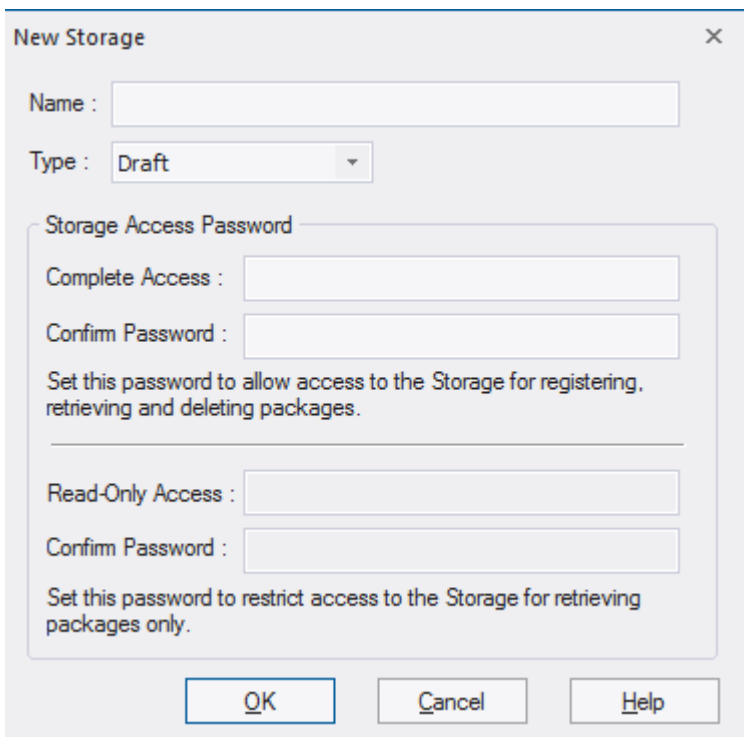 New Storage
Name :
Type : Draft
Storage Access Password
Complete Access :
Confirm Password :
Set this password to allow access to the Storage for registering,
retrieving and deleting packages.
Read-Only Access :
Confirm Password :
Set this password to restrict access to the Storage for retrieving
packages only.
OK Cancel Help